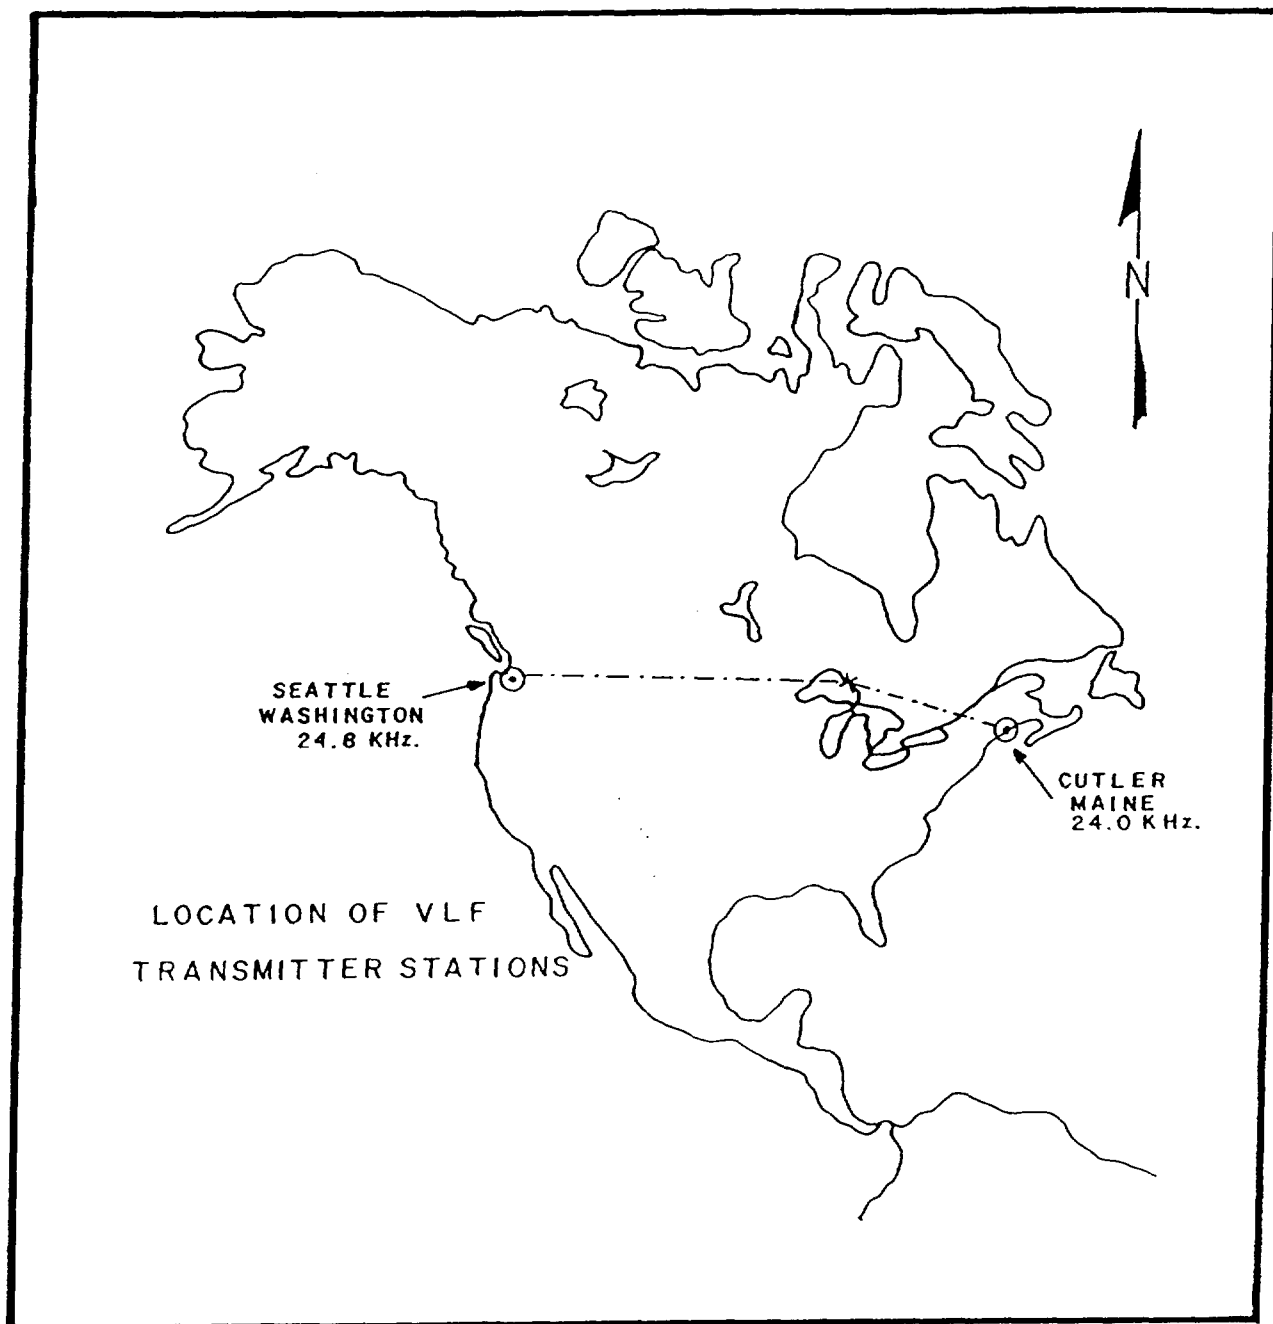 N
SEATTLE
WASHINGTON
24.8 KHz.
CUTLER
MAINE
24.0 KHz.
LOCATION OF VLF
TRANSMITTER STATIONS